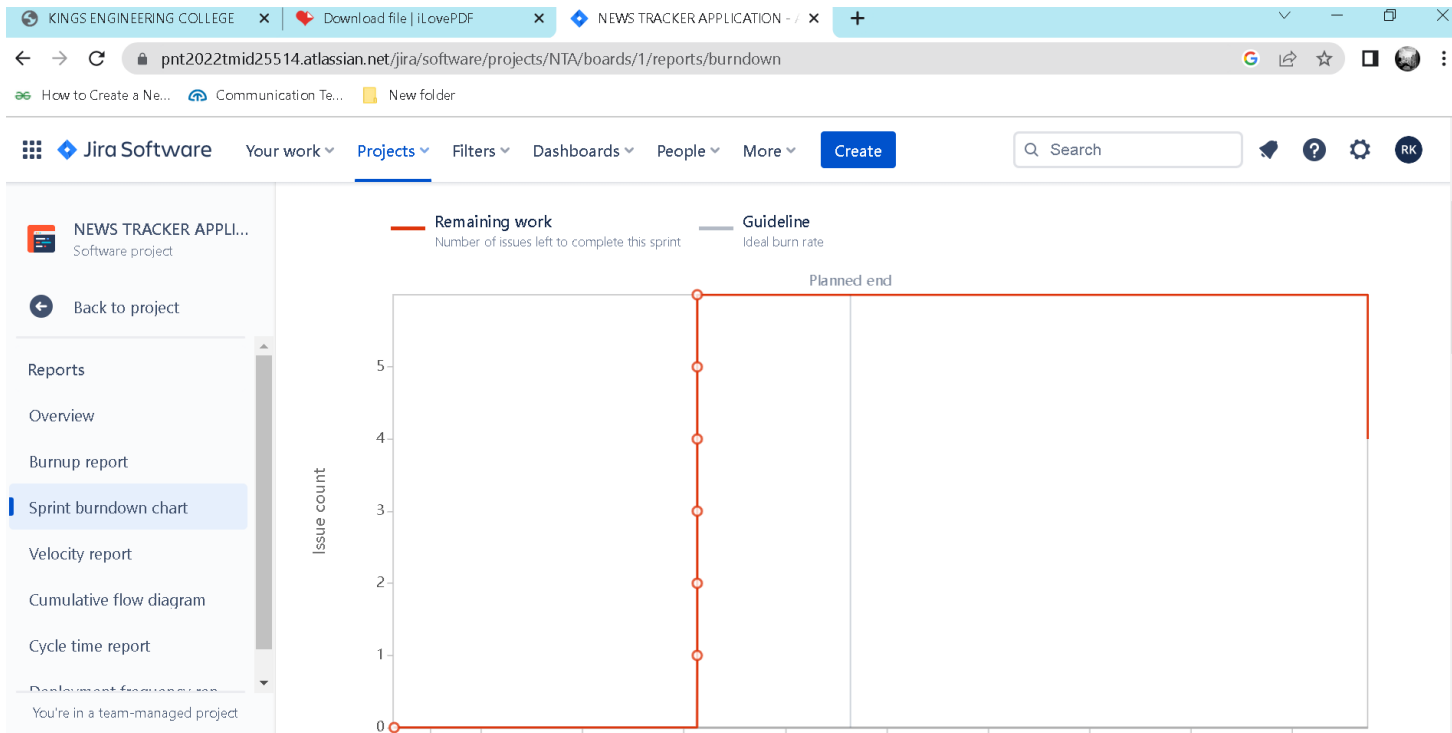 KINGS ENGINEERING COLLEGE
Download file | iLovePDF
NEWS TRACKER APPLICATION - /
pnt2022tmid25514.atlassian.net/jira/software/projects/NTA/boards/1/reports/burndown
G
How to Create a Ne...
Communication Te...
New folder
Jira Software
Your work
Projects
Filters
Dashboards
People
More
Create
Search
RK
NEWS TRACKER APPLI...
Software project
Back to project
Reports
Overview
Burnup report
Sprint burndown chart
Velocity report
Cumulative flow diagram
Cycle time report
Deployment frequency rep
You're in a team-managed project
Remaining work
Number of issues left to complete this sprint
Guideline
Ideal burn rate
Planned end
Issue count
5
4
3
2
1
0